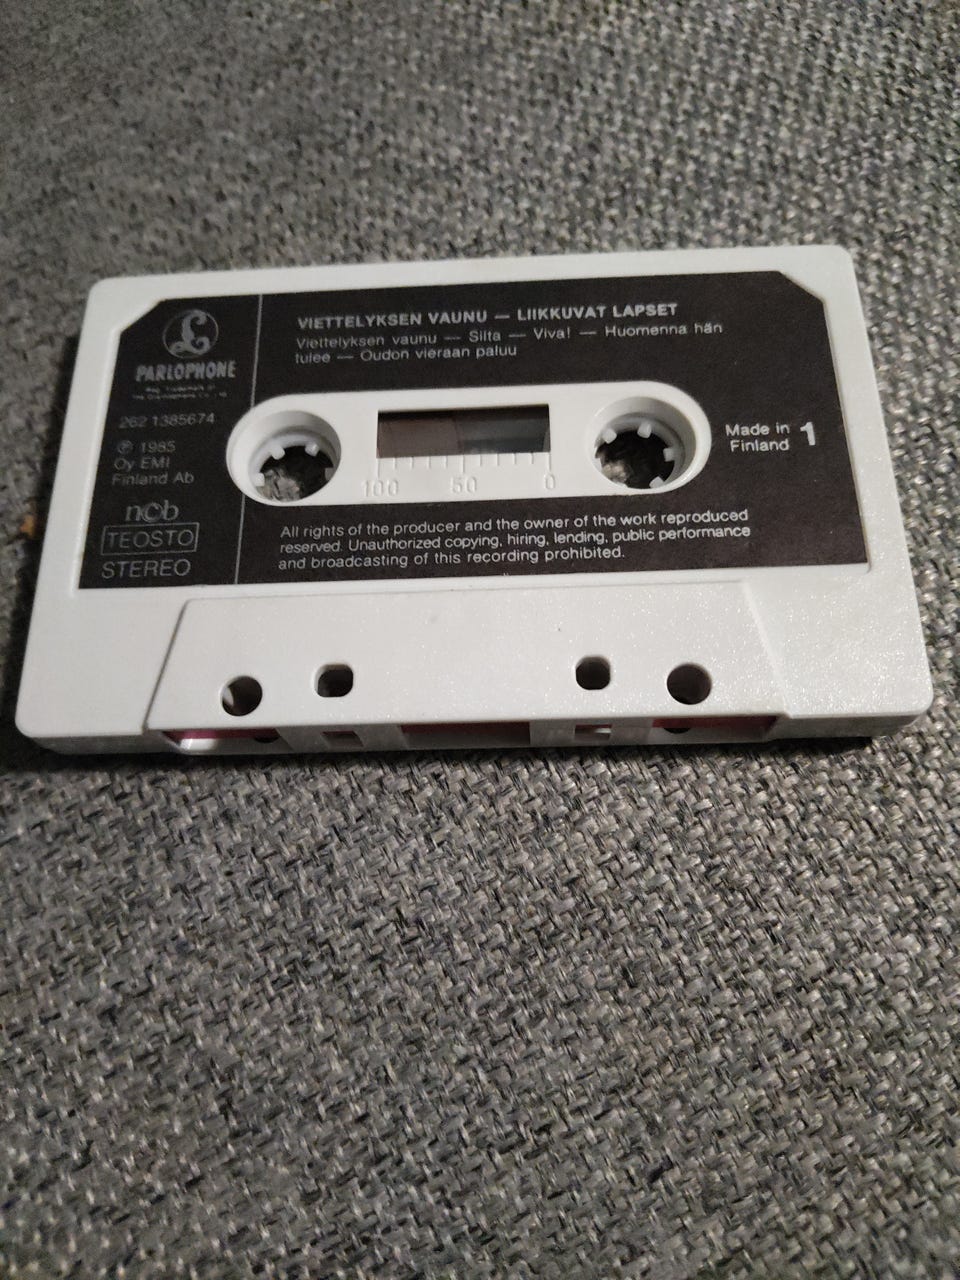 VIETTELYKSEN VAUNU — LIIKKUVAT LAPSET
Viettelyksen vaunu — Silta — Viva! — Huomenna hän
tulee — Oudon vieraan paluu
£
PARLOPHONE
262 1385674
℗ 1985
Oy EMI
Finland Ab
ncb
TEOSTO
STEREO
100 50 0
Made in
Finland
1
All rights of the producer and the owner of the work reproduced
reserved. Unauthorized copying, hiring, lending, public performance
and broadcasting of this recording prohibited.